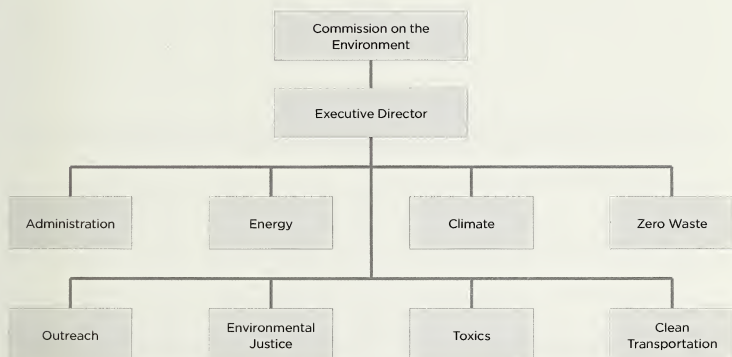 Commission on the
Environment
Executive Director
Administration
Energy
Climate
Zero Waste
Outreach
Environmental
Justice
Toxics
Clean
Transportation